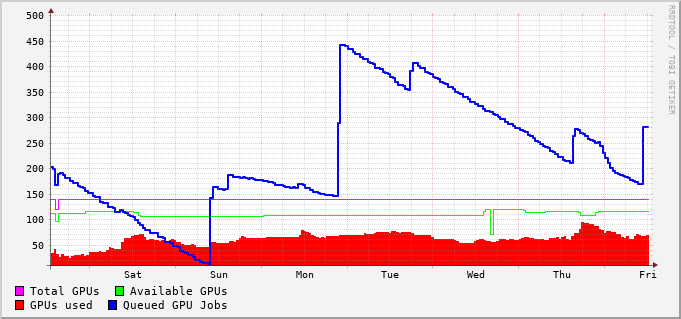 500
450
400
350
300
250
200
150
100
50
Sat Sun Mon Tue Wed Thu Fri
Total GPUs Available GPUs
GPUs used Queued GPU Jobs
RRDTOOL / TOBI OETIKER